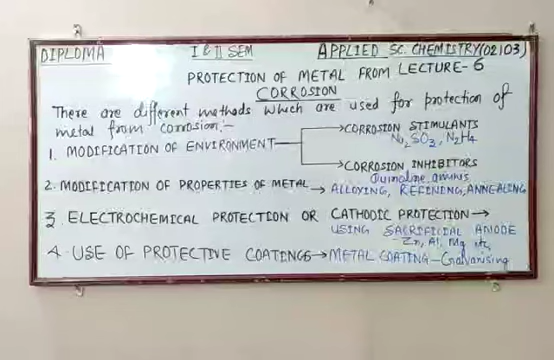 DIPLOMA I & II SEM APPLIED SC. CHEMISTRY(02103)
PROTECTION OF METAL FROM LECTURE-6
CORROSION
There are different methods which are used for protection of
metal from corrosion:-
1. MODIFICATION OF ENVIRONMENT → CORROSION STIMULANTS
Na2SO3, N2H4
→ CORROSION INHIBITORS
Quinoline, amines
2. MODIFICATION OF PROPERTIES OF METAL → ALLOYING, REFINING, ANNEALING
3. ELECTROCHEMICAL PROTECTION OR CATHODIC PROTECTION →
USING SACRIFICIAL ANODE
Zn, Al, Mg etc
4. USE OF PROTECTIVE COATINGS → METAL COATING - Galvanising